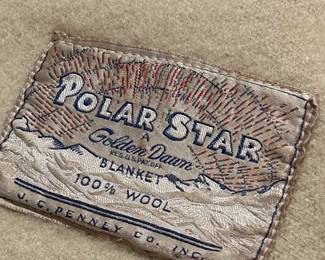 POLAR STAR
Golden Dawn
REG. U.S. PAT. OFF.
BLANKET
100% WOOL
J. C. PENNEY CO. INC.